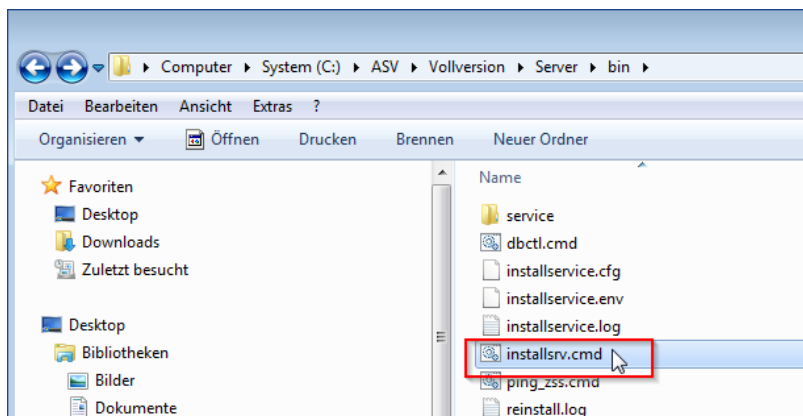 Computer System (C:) ASV Vollversion Server bin
Datei Bearbeiten Ansicht Extras ?
Organisieren Öffnen Drucken Brennen Neuer Ordner
Favoriten
Desktop
Downloads
Zuletzt besucht
Desktop
Bibliotheken
Bilder
Dokumente
Name
service
dbctl.cmd
installservice.cfg
installservice.env
installservice.log
installsrv.cmd
ping_zss.cmd
reinstall.log